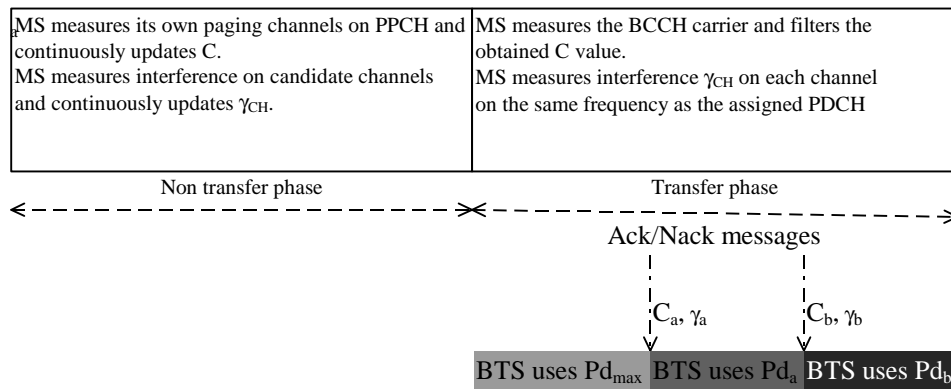 a
MS measures its own paging channels on PPCH and
continuously updates C.
MS measures interference on candidate channels
and continuously updates γCH.
MS measures the BCCH carrier and filters the
obtained C value.
MS measures interference γCH on each channel
on the same frequency as the assigned PDCH
Non transfer phase
Transfer phase
Ack/Nack messages
Ca, γa
Cb, γb
BTS uses Pdmax
BTS uses Pda
BTS uses Pdb